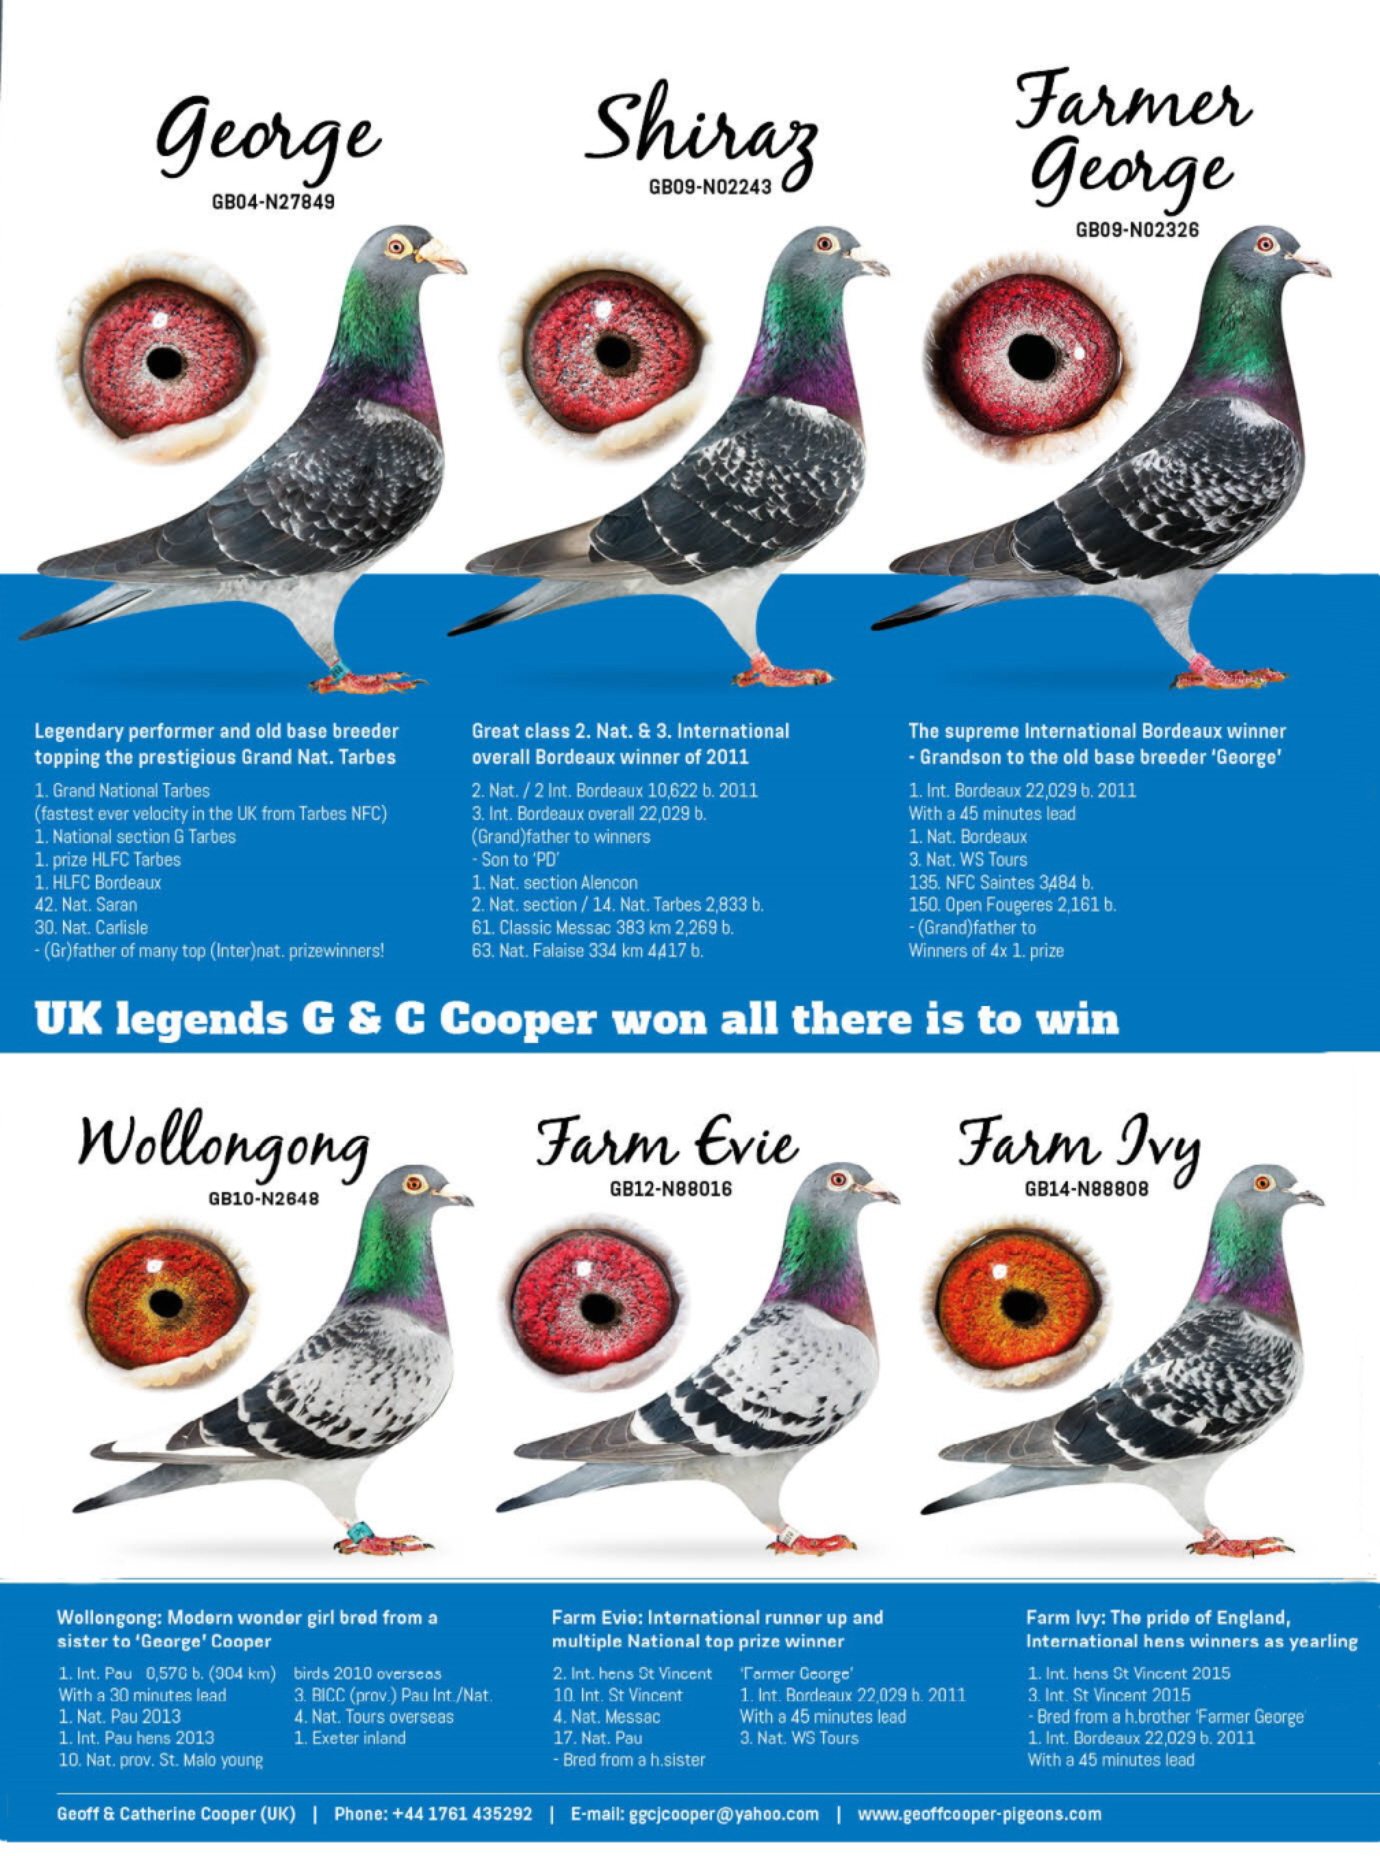 George
GB04-N27849
Shiraz
GB09-N02243
Farmer
George
GB09-N02326
Legendary performer and old base breeder
topping the prestigious Grand Nat. Tarbes
1. Grand National Tarbes
(fastest ever velocity in the UK from Tarbes NFC)
1. National section G Tarbes
1. prize HLFC Tarbes
1. HLFC Bordeaux
42. Nat. Saran
30. Nat. Carlisle
- (Gr)father of many top (Inter)nat. prizewinners!
Great class 2. Nat. & 3. International
overall Bordeaux winner of 2011
2. Nat. / 2 Int. Bordeaux 10,622 b. 2011
3. Int. Bordeaux overall 22,029 b.
(Grand)father to winners
- Son to 'PD'
1. Nat. section Alencon
2. Nat. section / 14. Nat. Tarbes 2,833 b.
61. Classic Messac 383 km 2,269 b.
63. Nat. Falaise 334 km 4,417 b.
The supreme International Bordeaux winner
- Grandson to the old base breeder 'George'
1. Int. Bordeaux 22,029 b. 2011
With a 45 minutes lead
1. Nat. Bordeaux
3. Nat. WS Tours
135. NFC Saintes 3,484 b.
150. Open Fougeres 2,161 b.
- (Grand)father to
Winners of 4x 1. prize
UK legends G & C Cooper won all there is to win
Wollongong
GB10-N2648
Farm Evie
GB12-N88016
Farm Ivy
GB14-N88808
Wollongong: Modern wonder girl bred from a
sister to 'George' Cooper
1. Int. Pau b. (904 km)
With a 30 minutes lead
1. Nat. Pau 2013
1. Int. Pau hens 2013
10. Nat. prov. St. Malo young
birds 2010 overseas
3. BICC (prov.) Pau Int./Nat.
4. Nat. Tours overseas
1. Exeter inland
Farm Evie: International runner up and
multiple National top prize winner
2. Int. hens St Vincent
10. Int. St Vincent
4. Nat. Messac
17. Nat. Pau
- Bred from a h.sister
'Farmer George'
1. Int. Bordeaux 22,029 b. 2011
With a 45 minutes lead
3. Nat. WS Tours
Farm Ivy: The pride of England,
International hens winners as yearling
1. Int. hens St Vincent 2015
3. Int. St Vincent 2015
- Bred from a h.brother 'Farmer George'
1. Int. Bordeaux 22,029 b. 2011
With a 45 minutes lead
Geoff & Catherine Cooper (UK) | Phone: +44 1761 435292 | E-mail: ggcjcooper@yahoo.com | www.geoffcooper-pigeons.com